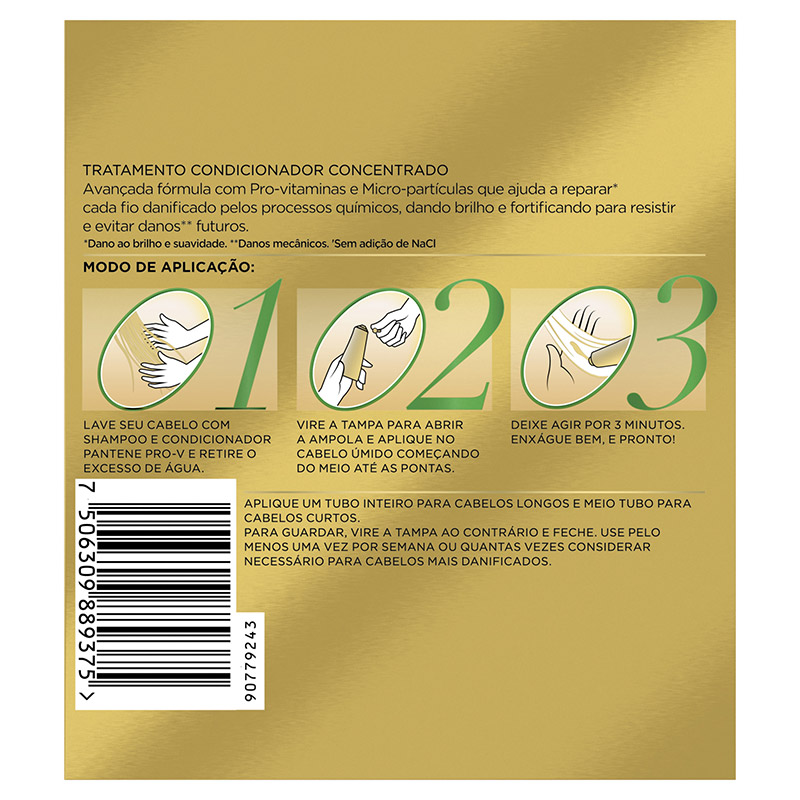 TRATAMENTO CONDICIONADOR CONCENTRADO
Avançada fórmula com Pro-vitaminas e Micro-partículas que ajuda a reparar*
cada fio danificado pelos processos químicos, dando brilho e fortificando para resistir
e evitar danos** futuros.
*Dano ao brilho e suavidade. **Danos mecânicos. 'Sem adição de NaCl
MODO DE APLICAÇÃO:
1
2
3
LAVE SEU CABELO COM
SHAMPOO E CONDICIONADOR
PANTENE PRO-V E RETIRE O
EXCESSO DE ÁGUA.
VIRE A TAMPA PARA ABRIR
A AMPOLA E APLIQUE NO
CABELO ÚMIDO COMEÇANDO
DO MEIO ATÉ AS PONTAS.
DEIXE AGIR POR 3 MINUTOS.
ENXÁGUE BEM, E PRONTO!
APLIQUE UM TUBO INTEIRO PARA CABELOS LONGOS E MEIO TUBO PARA
CABELOS CURTOS.
PARA GUARDAR, VIRE A TAMPA AO CONTRÁRIO E FECHE. USE PELO
MENOS UMA VEZ POR SEMANA OU QUANTAS VEZES CONSIDERAR
NECESSÁRIO PARA CABELOS MAIS DANIFICADOS.
7 506309 889375 >
90779243